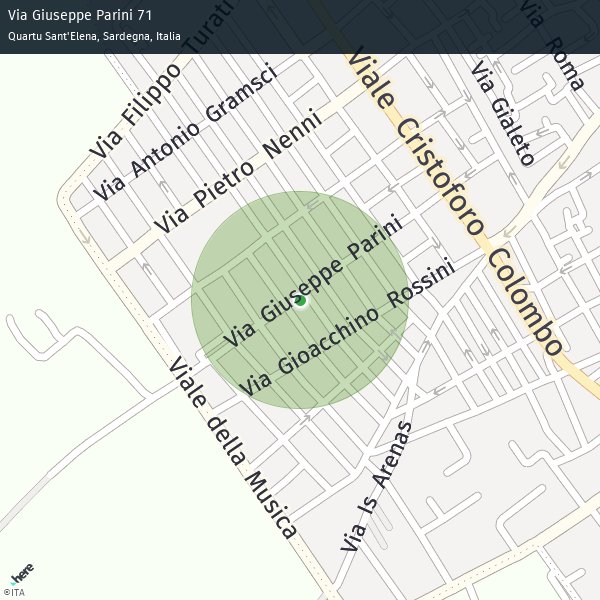 Via Giuseppe Parini 71
Quartu Sant'Elena, Sardegna, Italia
Via Filippo Turati
Via Antonio Gramsci
Via Pietro Nenni
Viale Cristoforo Colombo
Via Gialeto
Via Roma
Via Giuseppe Parini
Via Gioacchino Rossini
Viale della Musica
Via Is Arenas
here
©ITA